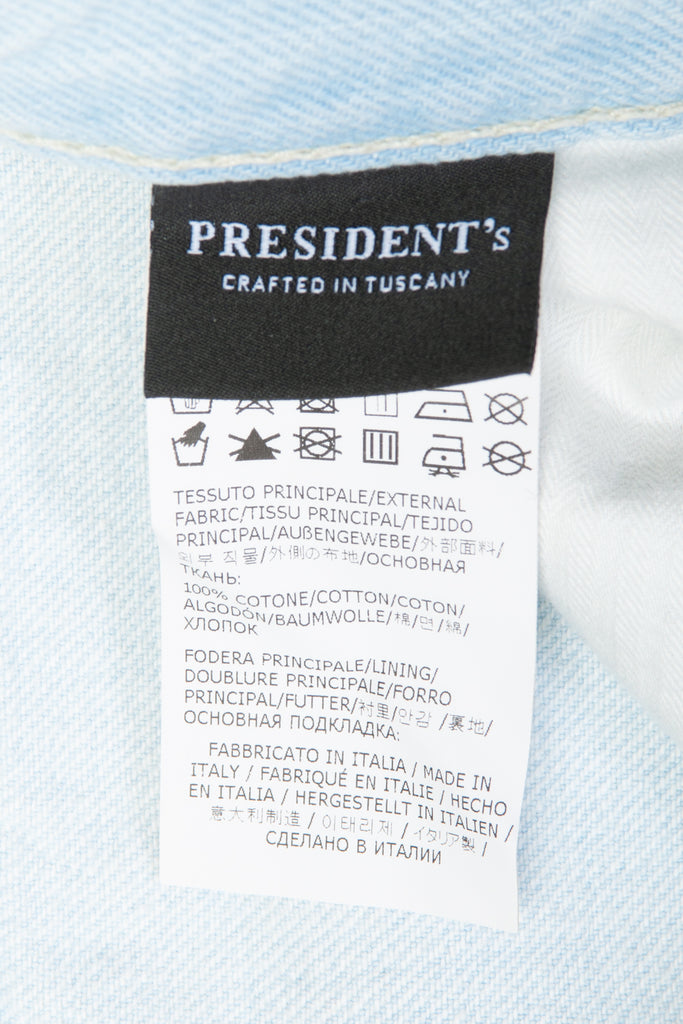 PRESIDENT's
CRAFTED IN TUSCANY
TESSUTO PRINCIPALE/EXTERNAL
FABRIC/TISSU PRINCIPAL/TEJIDO
PRINCIPAL/AUßENGEWEBE/外部面料/
외부 직물/外側の布地/ОСНОВНАЯ
ТКАНЬ:
100% COTONE/COTTON/COTON/
ALGODÓN/BAUMWOLLE/棉/면/綿/
ХЛОПОК
FODERA PRINCIPALE/LINING/
DOUBLURE PRINCIPALE/FORRO
PRINCIPAL/FUTTER/衬里/안감 /裏地/
ОСНОВНАЯ ПОДКЛАДКА:
FABBRICATO IN ITALIA / MADE IN
ITALY / FABRIQUÉ EN ITALIE / HECHO
EN ITALIA / HERGESTELLT IN ITALIEN /
意大利制造 / 이태리제 / イタリア製 /
СДЕЛАНО В ИТАЛИИ